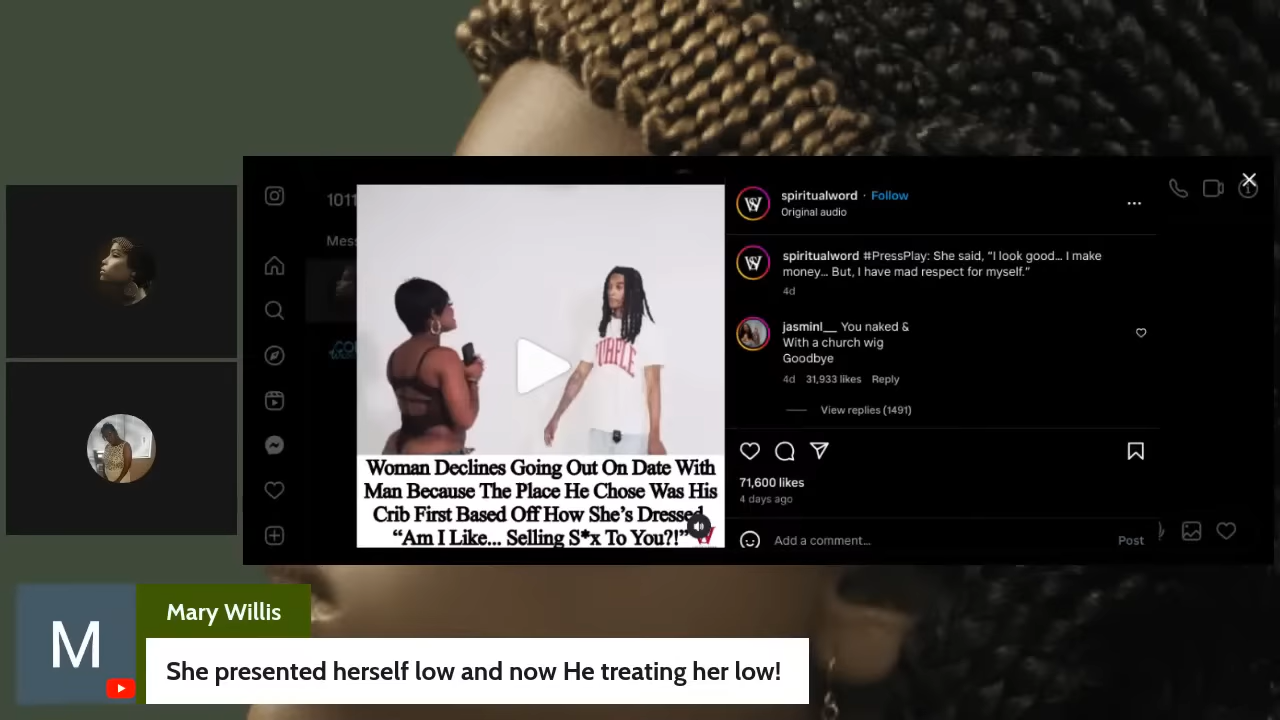 1011
Mess
spiritualword · Follow
Original audio
spiritualword #PressPlay: She said, “I look good... I make
money... But, I have mad respect for myself.”
4d
jasminl__ You naked &
With a church wig
Goodbye
4d 31,933 likes Reply
View replies (1491)
71,600 likes
4 days ago
Add a comment...
Post
PURPLE
Woman Declines Going Out On Date With
Man Because The Place He Chose Was His
Crib First Based Off How She’s Dressed
“Am I Like... Selling S*x To You?!”
M
Mary Willis
She presented herself low and now He treating her low!